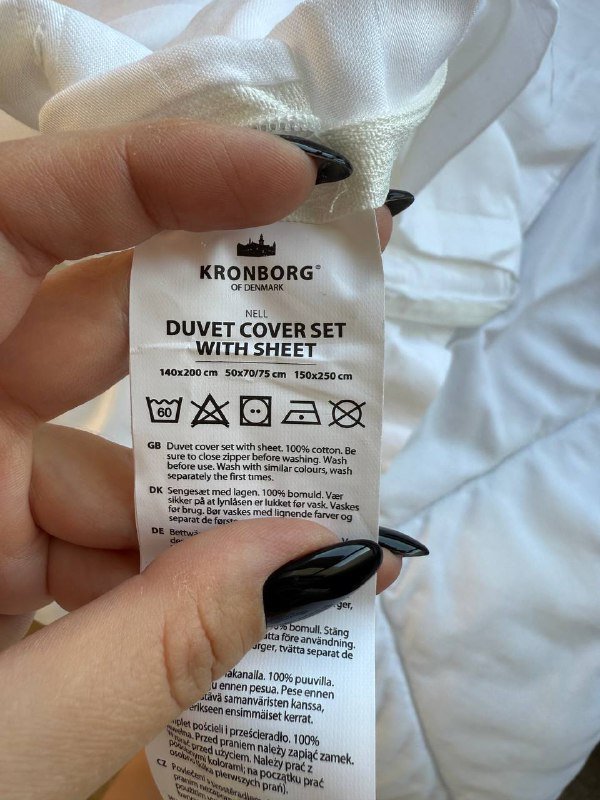 KRONBORG®
OF DENMARK
NELL
DUVET COVER SET
WITH SHEET
140x200 cm 50x70/75 cm 150x250 cm
60
GB Duvet cover set with sheet. 100% cotton. Be
sure to close zipper before washing. Wash
before use. Wash with similar colours, wash
separately the first times.
DK Sengesæt med lagen. 100% bomuld. Vær
sikker på at lynlåsen er lukket før vask. Vaskes
før brug. Bør vaskes med lignende farver og
separat de første
DE
% bomull. Stäng
före användning.
tvätta separat de
100% puuvilla.
ennen pesua. Pese ennen
samanväristen kanssa,
ensimmäiset kerrat.
pościeli i prześcieradło. 100%
Przed praniem należy zapiąć zamek.
przed użyciem. Należy prać z
kolorami; na początku prać
pierwszych prań).
CZ Povlečení